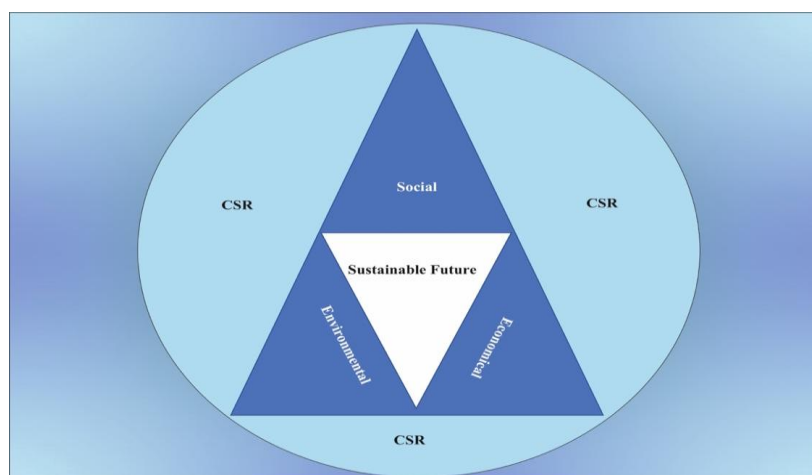 Social
CSR
CSR
Sustainable Future
Environmental
Economical
CSR